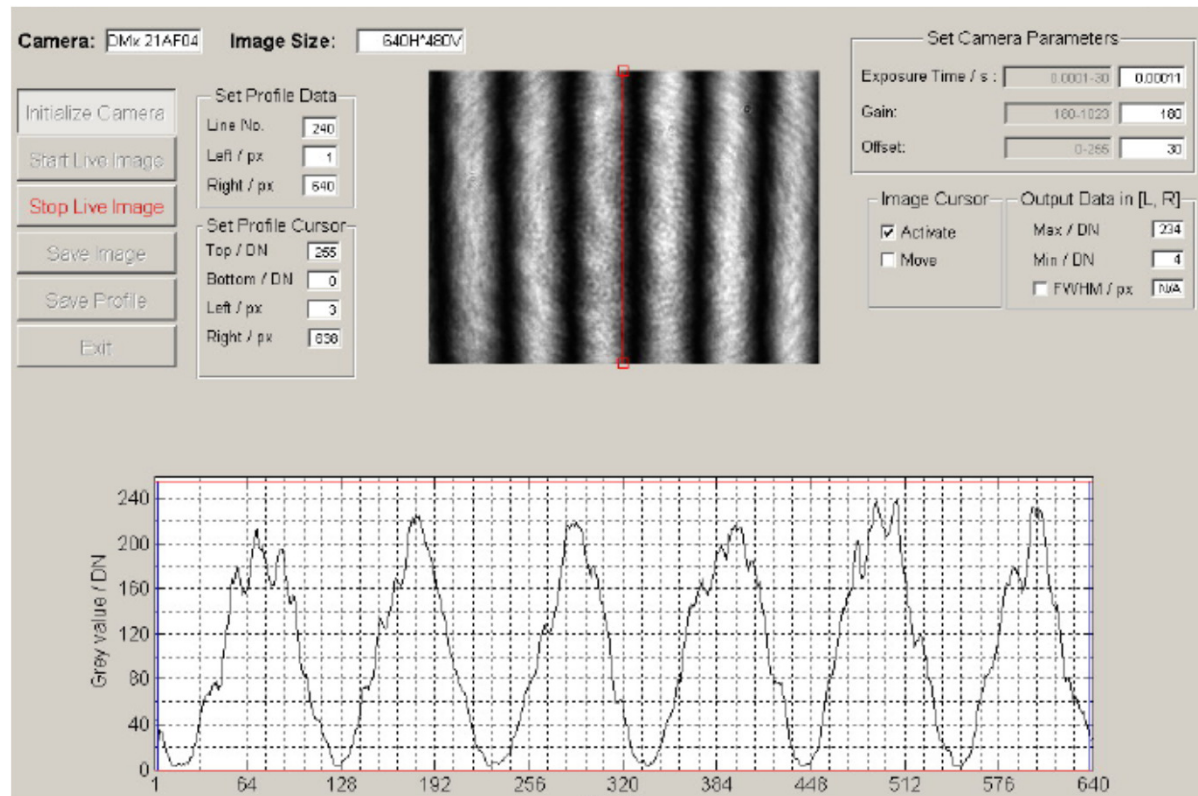 Camera: DMx 21AF04 Image Size: 640H*480V
Set Camera Parameters
Exposure Time / s : 0.0001-30 0.00011
Gain: 180-1023 180
Offset: 0-255 30
Initialize Camera
Start Live Image
Stop Live Image
Save Image
Save Profile
Exit
Set Profile Data
Line No. 240
Left / px 1
Right / px 640
Set Profile Cursor
Top / DN 255
Bottom / DN 0
Left / px 3
Right / px 638
Image Cursor
Activate
Move
Output Data in [L, R]
Max / DN 234
Min / DN 4
FWHM / px N/A
Grey value / DN
240
200
160
120
80
40
0
1 64 128 192 256 320 384 448 512 576 640